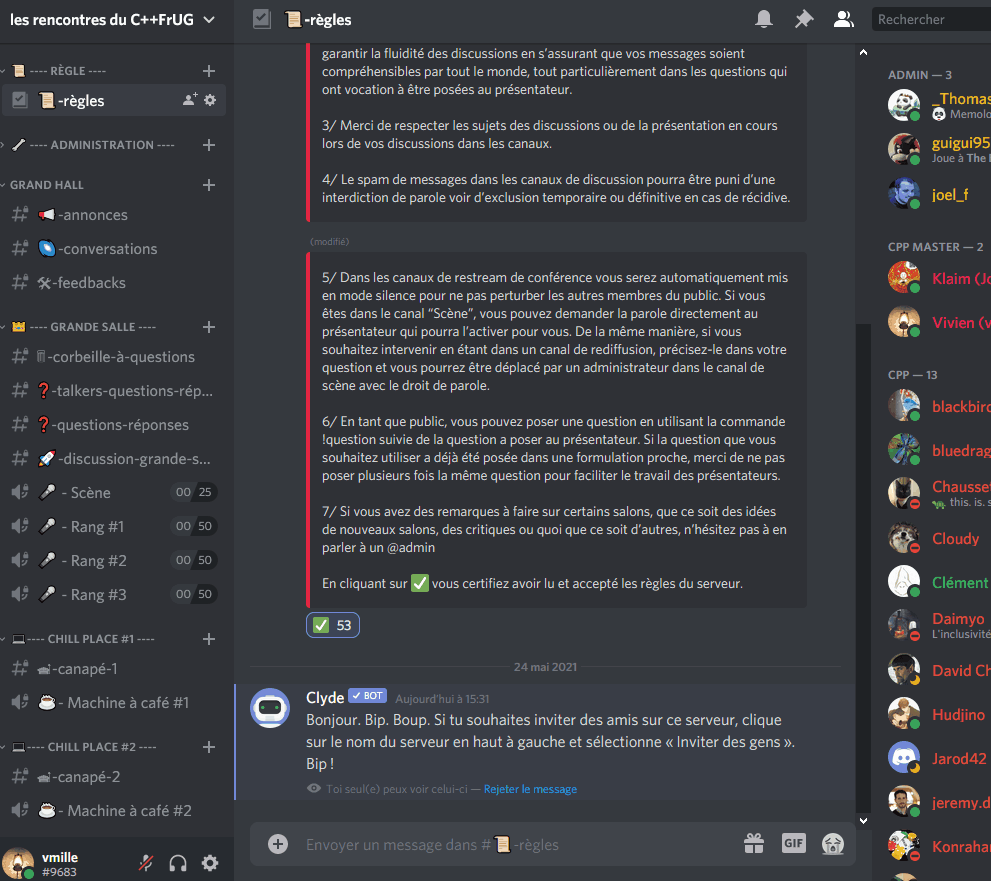 les rencontres du C++FrUG
---- RÈGLE ----
-règles
---- ADMINISTRATION ----
GRAND HALL
-annonces
-conversations
-feedbacks
---- GRANDE SALLE ----
-corbeille-à-questions
-talkers-questions-rép...
-questions-réponses
-discussion-grande-s...
- Scène 00 25
- Rang #1 00 50
- Rang #2 00 50
- Rang #3 00 50
---- CHILL PLACE #1 ----
-canapé-1
- Machine à café #1
---- CHILL PLACE #2 ----
-canapé-2
- Machine à café #2
vmille
#9683
-règles
Rechercher
garantir la fluidité des discussions en s’assurant que vos messages soient
compréhensibles par tout le monde, tout particulièrement dans les questions qui
ont vocation à être posées au présentateur.
3/ Merci de respecter les sujets des discussions ou de la présentation en cours
lors de vos discussions dans les canaux.
4/ Le spam de messages dans les canaux de discussion pourra être puni d’une
interdiction de parole voir d’exclusion temporaire ou définitive en cas de récidive.
(modifié)
5/ Dans les canaux de restream de conférence vous serez automatiquement mis
en mode silence pour ne pas perturber les autres membres du public. Si vous
êtes dans le canal “Scène”, vous pouvez demander la parole directement au
présentateur qui pourra l’activer pour vous. De la même manière, si vous
souhaitez intervenir en étant dans un canal de rediffusion, précisez-le dans votre
question et vous pourrez être déplacé par un administrateur dans le canal de
scène avec le droit de parole.
6/ En tant que public, vous pouvez poser une question en utilisant la commande
!question suivie de la question a poser au présentateur. Si la question que vous
souhaitez utiliser a déjà été posée dans une formulation proche, merci de ne pas
poser plusieurs fois la même question pour faciliter le travail des présentateurs.
7/ Si vous avez des remarques à faire sur certains salons, que ce soit des idées
de nouveaux salons, des critiques ou quoi que ce soit d’autres, n’hésitez pas à en
parler à un @admin
En cliquant sur ✅ vous certifiez avoir lu et accepté les règles du serveur.
✅ 53
24 mai 2021
Clyde ✓ BOT Aujourd'hui à 15:31
Bonjour. Bip. Boup. Si tu souhaites inviter des amis sur ce serveur, clique
sur le nom du serveur en haut à gauche et sélectionne « Inviter des gens ».
Bip !
Toi seul(e) peux voir celui-ci — Rejeter le message
Envoyer un message dans # -règles
GIF
ADMIN — 3
_Thomas
Memolo
guigui95
Joue à The
joel_f
CPP MASTER — 2
Klaim (Jo
Vivien (v
CPP — 13
blackbird
bluedrag
Chausset
this. is. s
Cloudy
Clément
Daimyo
L'inclusivité
David Ch
Hudjino
Jarod42
jeremy.d
Konrahan